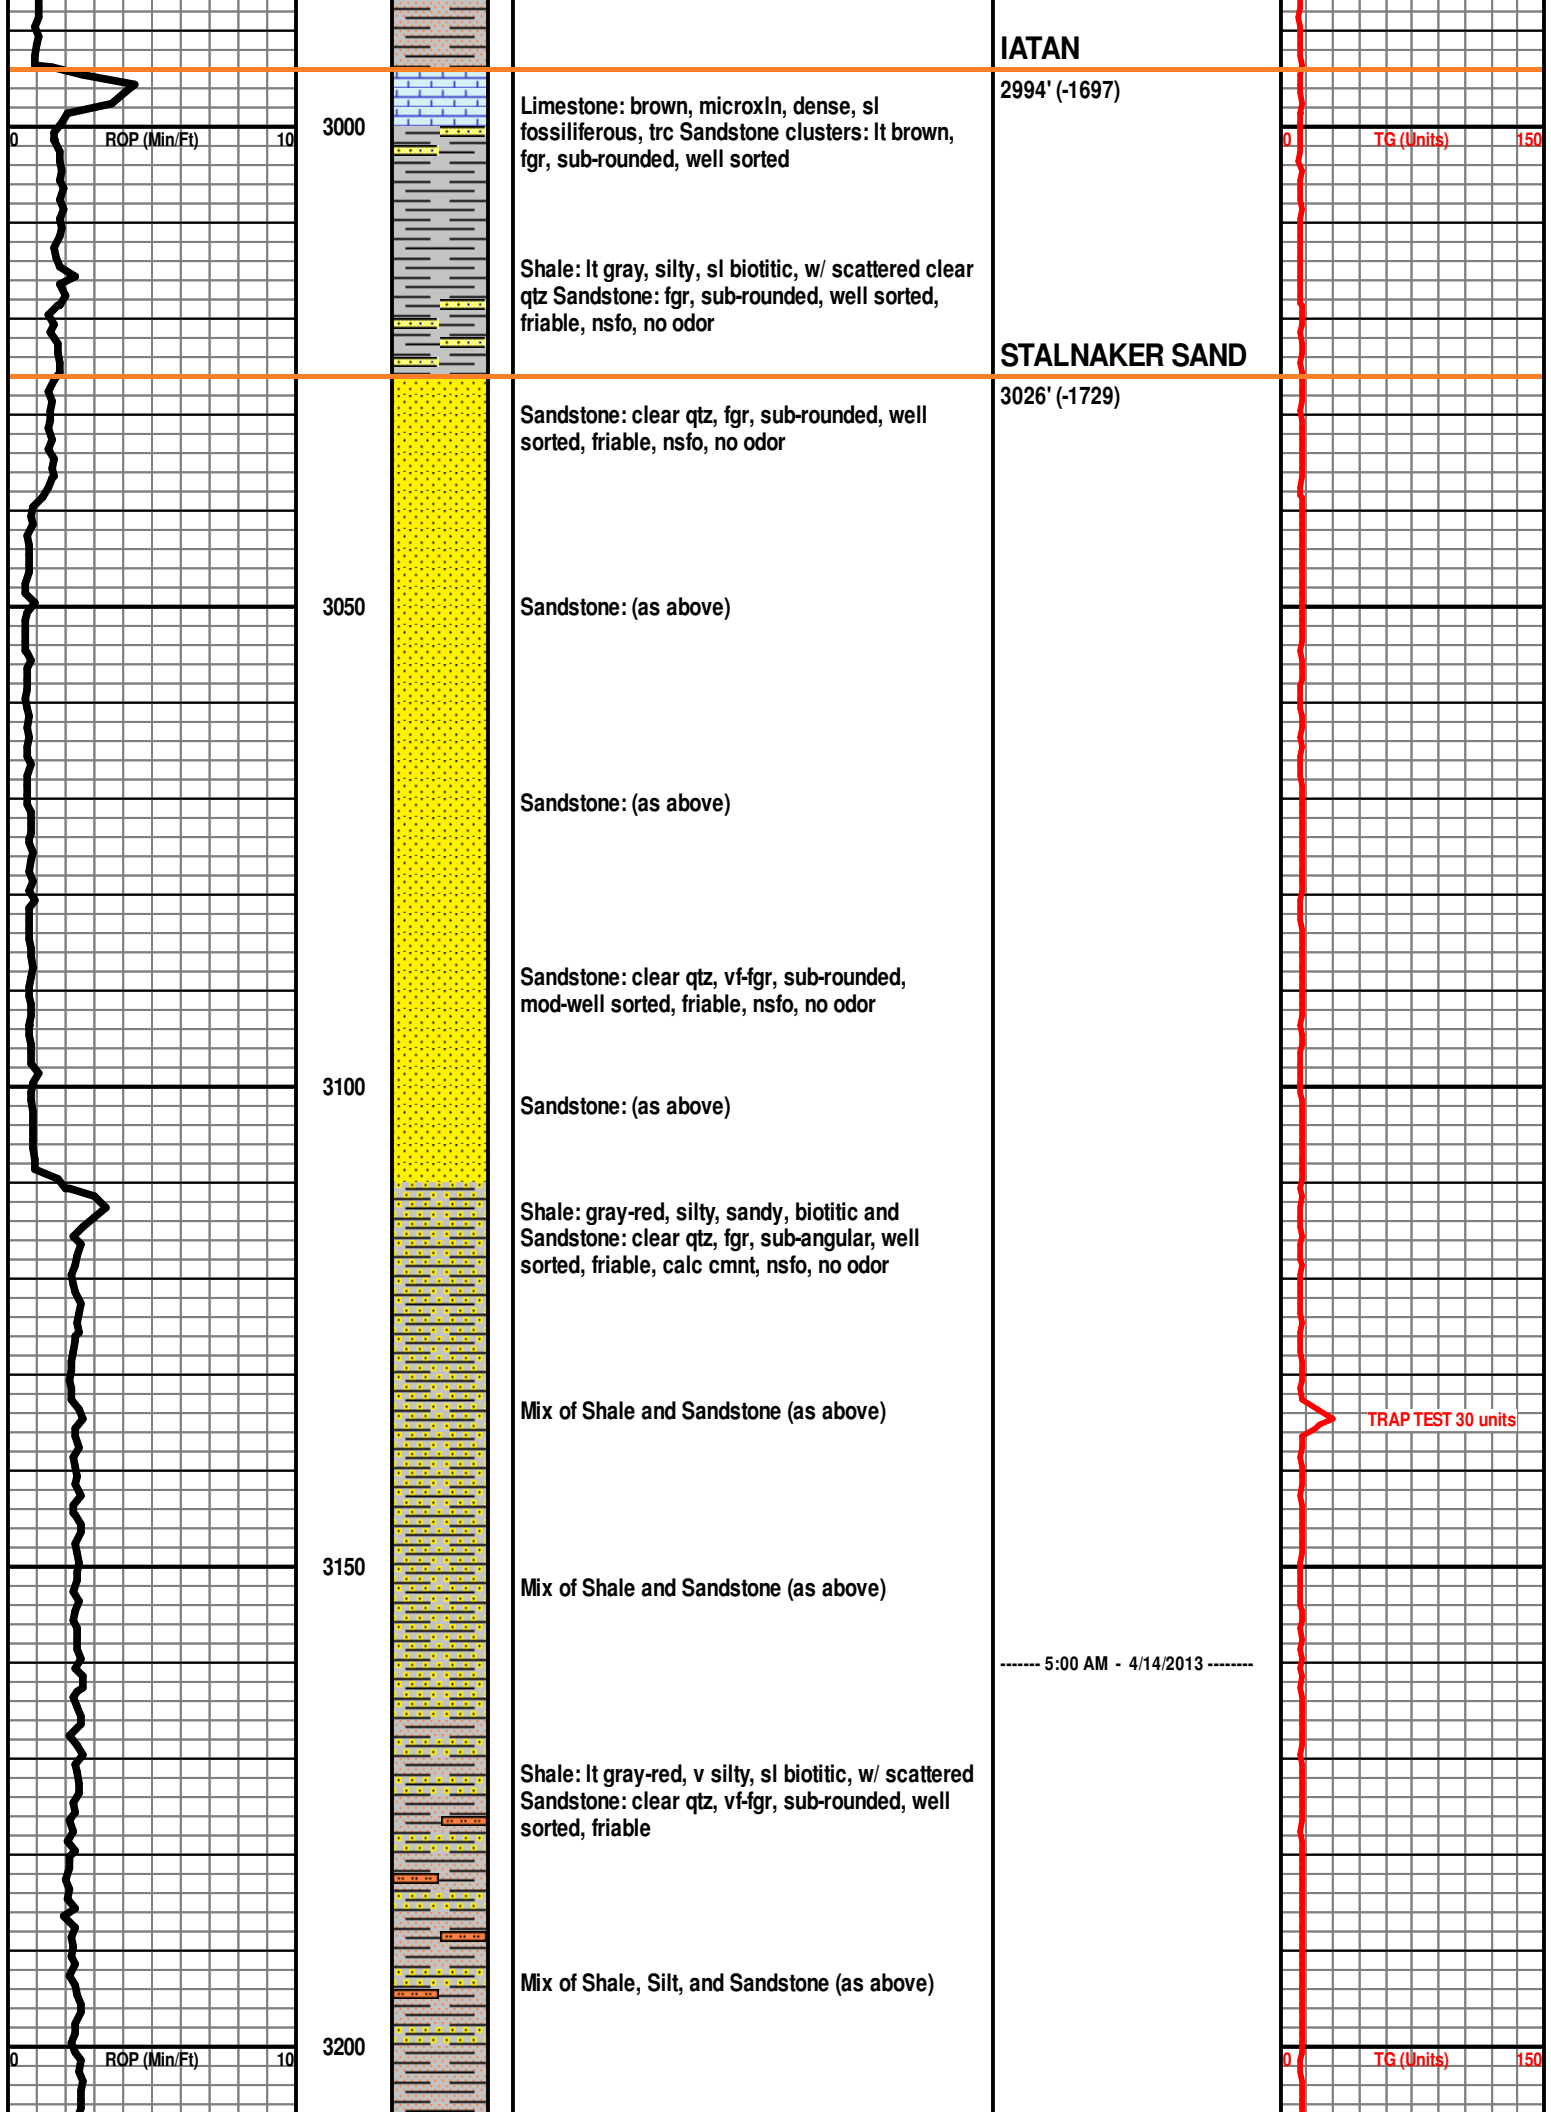 IATAN
2994' (-1697)
Limestone: brown, microxln, dense, sl
fossiliferous, trc Sandstone clusters: lt brown,
fgr, sub-rounded, well sorted
0 ROP (Min/Ft) 10
3000
0 TG (Units) 150
Shale: lt gray, silty, sl biotitic, w/ scattered clear
qtz Sandstone: fgr, sub-rounded, well sorted,
friable, nsfo, no odor
STALNAKER SAND
3026' (-1729)
Sandstone: clear qtz, fgr, sub-rounded, well
sorted, friable, nsfo, no odor
3050
Sandstone: (as above)
Sandstone: (as above)
Sandstone: clear qtz, vf-fgr, sub-rounded,
mod-well sorted, friable, nsfo, no odor
3100
Sandstone: (as above)
Shale: gray-red, silty, sandy, biotitic and
Sandstone: clear qtz, fgr, sub-angular, well
sorted, friable, calc cmnt, nsfo, no odor
Mix of Shale and Sandstone (as above)
TRAP TEST 30 units
3150
Mix of Shale and Sandstone (as above)
------- 5:00 AM - 4/14/2013 --------
Shale: lt gray-red, v silty, sl biotitic, w/ scattered
Sandstone: clear qtz, vf-fgr, sub-rounded, well
sorted, friable
Mix of Shale, Silt, and Sandstone (as above)
3200
0 ROP (Min/Ft) 10
0 TG (Units) 150